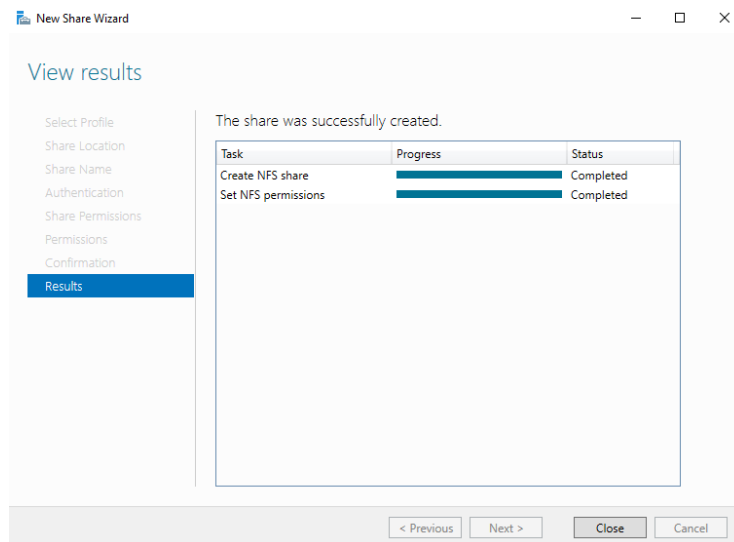 New Share Wizard
View results
Select Profile
Share Location
Share Name
Authentication
Share Permissions
Permissions
Confirmation
Results
The share was successfully created.
Task Progress Status
Create NFS share Completed
Set NFS permissions Completed
< Previous Next > Close Cancel